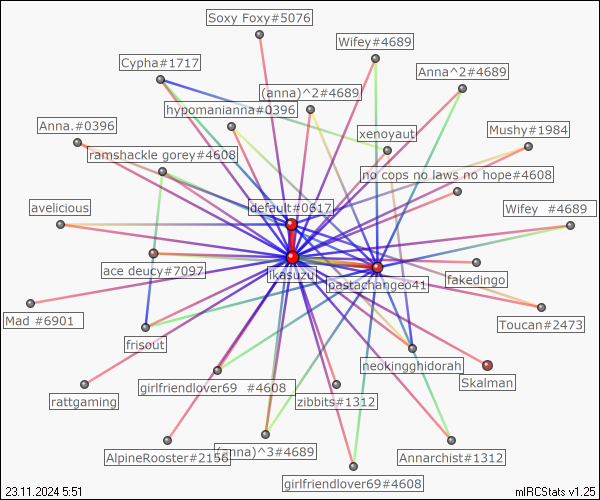 Soxy Foxy#5076
Wifey#4689
Cypha#1717
Anna^2#4689
(anna)^2#4689
hypomanianna#0396
Anna.#0396
xenoyaut
Mushy#1984
ramshackle gorey#4608
no cops no laws no hope#4608
avelicious
default#0617
Wifey #4689
ace deucy#7097
ikasuzu
pastachangeo41
fakedingo
Mad #6901
Toucan#2473
frisout
neokingghidorah
Skalman
rattgaming
girlfriendlover69 #4608
zibbits#1312
AlpineRooster#2156
(anna)^3#4689
Annarchist#1312
girlfriendlover69#4608
23.11.2024 5:51
mIRCStats v1.25